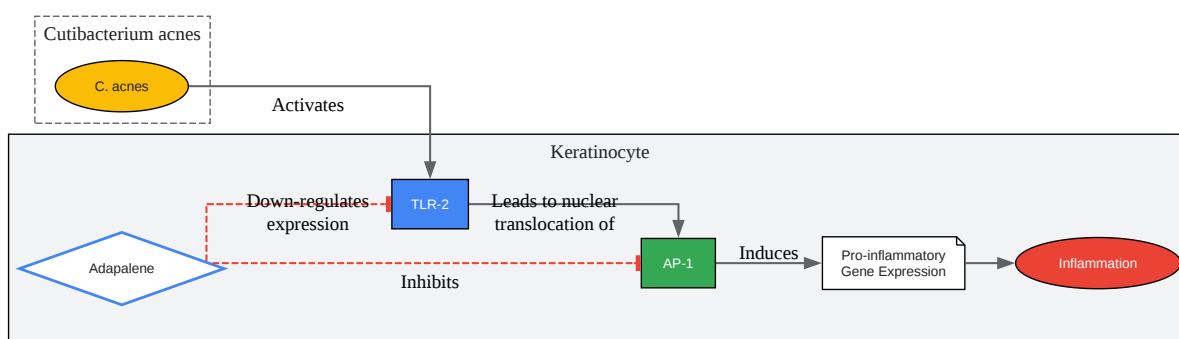 Cutibacterium acnes
C. acnes
Activates
Keratinocyte
Down-regulates
expression
TLR-2
Leads to nuclear
translocation of
Adapalene
Inhibits
AP-1
Induces
Pro-inflammatory
Gene Expression
Inflammation